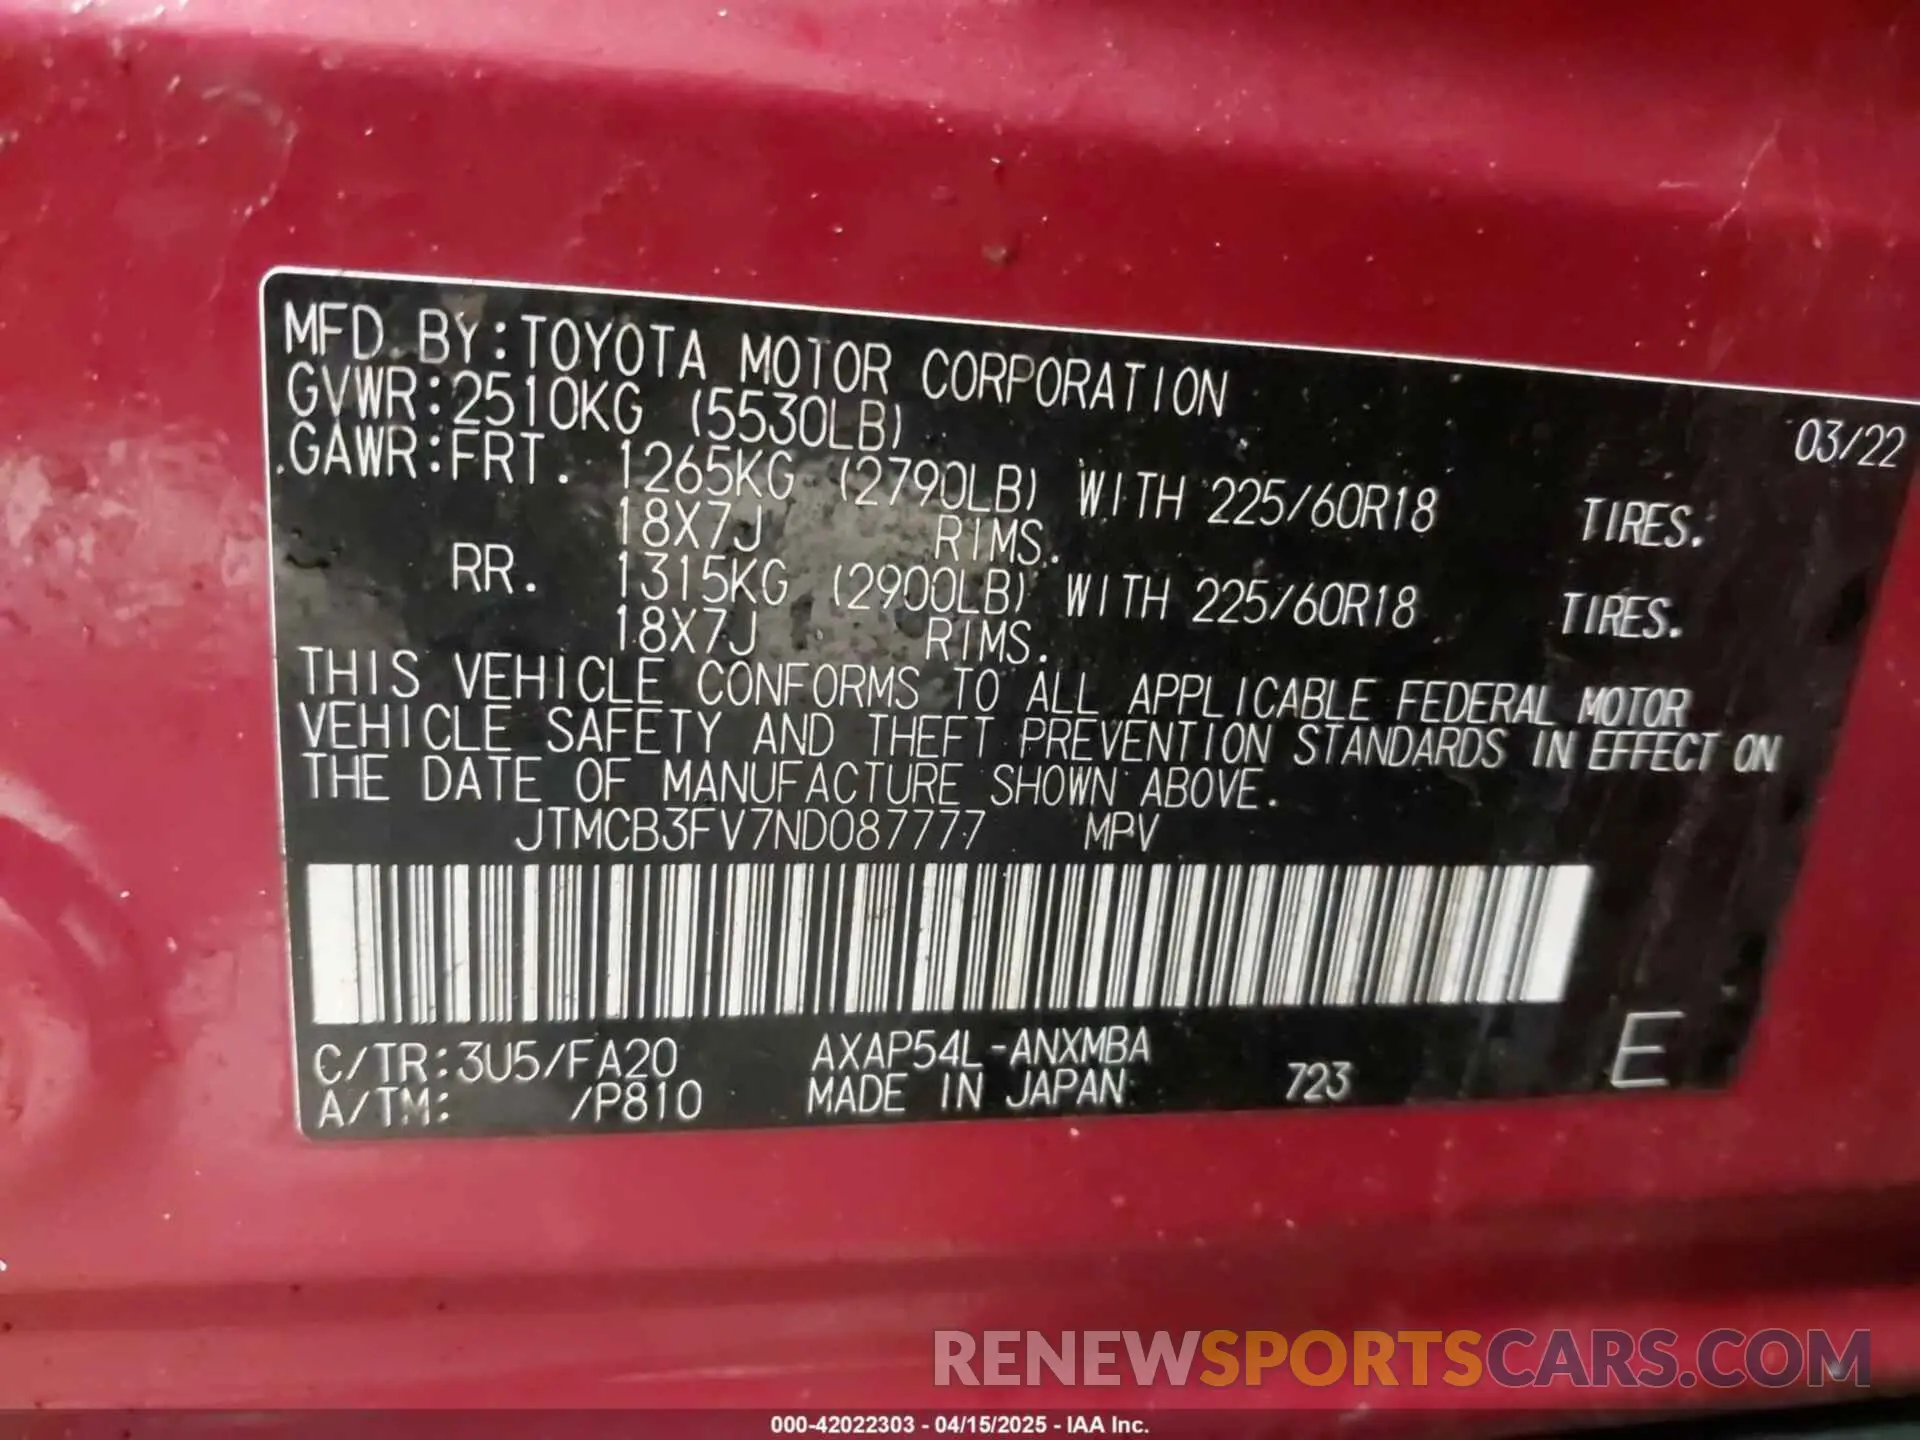 MFD. BY:TOYOTA MOTOR CORPORATION 03/22
GVWR:2510KG (5530LB)
GAWR:FRT. 1265KG (2790LB) WITH 225/60R18 TIRES.
18X7J RIMS.
RR. 1315KG (2900LB) WITH 225/60R18 TIRES.
18X7J RIMS.
THIS VEHICLE CONFORMS TO ALL APPLICABLE FEDERAL MOTOR
VEHICLE SAFETY AND THEFT PREVENTION STANDARDS IN EFFECT ON
THE DATE OF MANUFACTURE SHOWN ABOVE.
JTMCB3FV7ND087777 MPV
C/TR:3U5/FA20 AXAP54L-ANXMBA
A/TM: /P810 MADE IN JAPAN 723 E
RENEWSPORTSCARS.COM
000-42022303 - 04/15/2025 - IAA Inc.